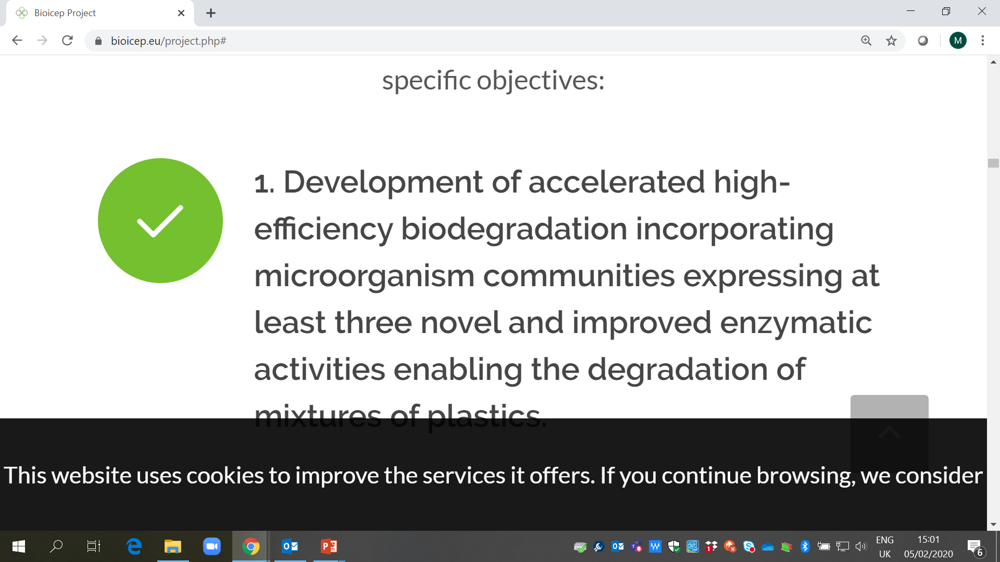 Bioicep Project
bioicep.eu/project.php#
M
specific objectives:
1. Development of accelerated high-
efficiency biodegradation incorporating
microorganism communities expressing at
least three novel and improved enzymatic
activities enabling the degradation of
mixtures of plastics.
This website uses cookies to improve the services it offers. If you continue browsing, we consider
ENG
UK
15:01
05/02/2020
6